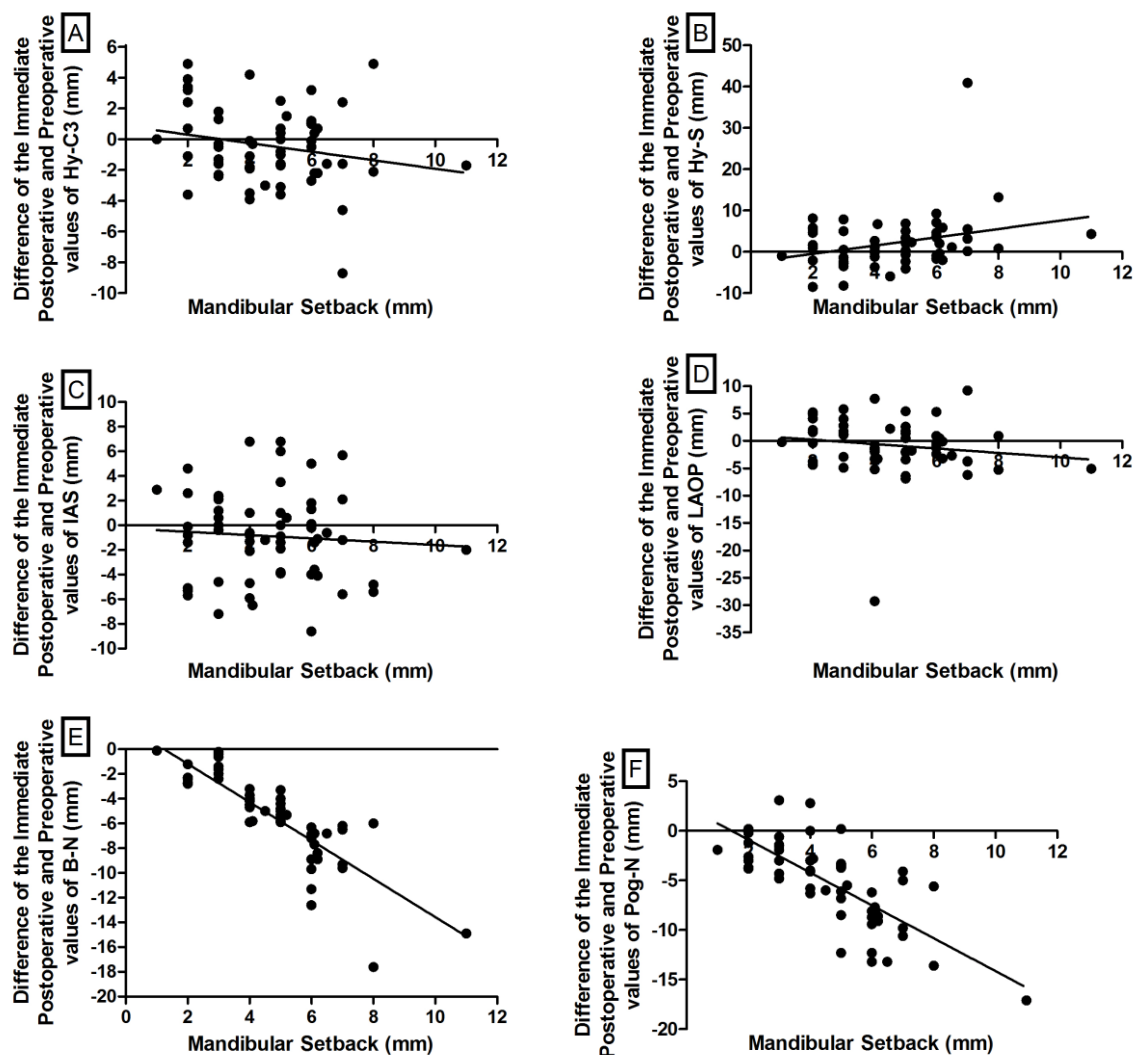 A
Difference of the Immediate
Postoperative and Preoperative
values of Hy-C3 (mm)
6
4
2
0
-2
-4
-6
-8
-10
2 4 6 8 10 12
Mandibular Setback (mm)
B
Difference of the Immediate
Postoperative and Preoperative
values of Hy-S (mm)
50
40
30
20
10
0
-10
2 4 6 8 10 12
Mandibular Setback (mm)
C
Difference of the Immediate
Postoperative and Preoperative
values of IAS (mm)
10
8
6
4
2
0
-2
-4
-6
-8
-10
2 4 6 8 10 12
Mandibular Setback (mm)
D
Difference of the Immediate
Postoperative and Preoperative
values of LAOP (mm)
10
5
0
-5
-10
-15
-20
-25
-30
-35
2 4 6 8 10 12
Mandibular Setback (mm)
E
Difference of the Immediate
Postoperative and Preoperative
values of B-N (mm)
0
-2
-4
-6
-8
-10
-12
-14
-16
-18
-20
0 2 4 6 8 10 12
Mandibular Setback (mm)
F
Difference of the Immediate
Postoperative and Preoperative
values of Pog-N (mm)
5
0
-5
-10
-15
-20
2 4 6 8 10 12
Mandibular Setback (mm)